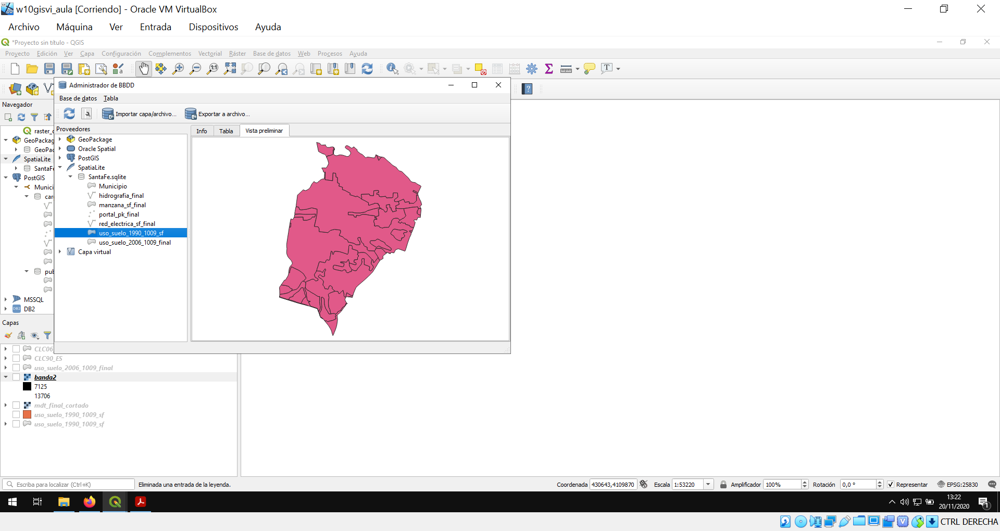 w10gisvi_aula [Corriendo] - Oracle VM VirtualBox
Archivo Máquina Ver Entrada Dispositivos Ayuda
*Proyecto sin título - QGIS
Proyecto Edición Ver Capa Configuración Complementos Vectorial Ráster Base de datos Web Procesos Ayuda
Administrador de BBDD
Base de datos Tabla
Importar capa/archivo... Exportar a archivo...
Navegador
Proveedores
Info Tabla Vista preliminar
raster_
GeoPackag
GeoPac
SpatiaLite
SantaFe
PostGIS
Munici
car
pub
MSSQL
DB2
GeoPackage
Oracle Spatial
PostGIS
SpatiaLite
SantaFe.sqlite
Municipio
hidrografia_final
manzana_sf_final
portal_pk_final
red_electrica_sf_final
uso_suelo_1990_1009_sf
uso_suelo_2006_1009_final
Capa virtual
Capas
CLC06_
CLC90_ES
uso_suelo_2006_1009_final
banda2
7125
13706
mdt_final_cortado
uso_suelo_1990_1009_sf
uso_suelo_1990_1009_sf
Escriba para localizar (Ctrl+K) Eliminada una entrada de la leyenda. Coordenada 430643,4109870 Escala 1:53220 Amplificador 100% Rotación 0,0 ° Representar EPSG:25830
13:22
20/11/2020
1
CTRL DERECHA